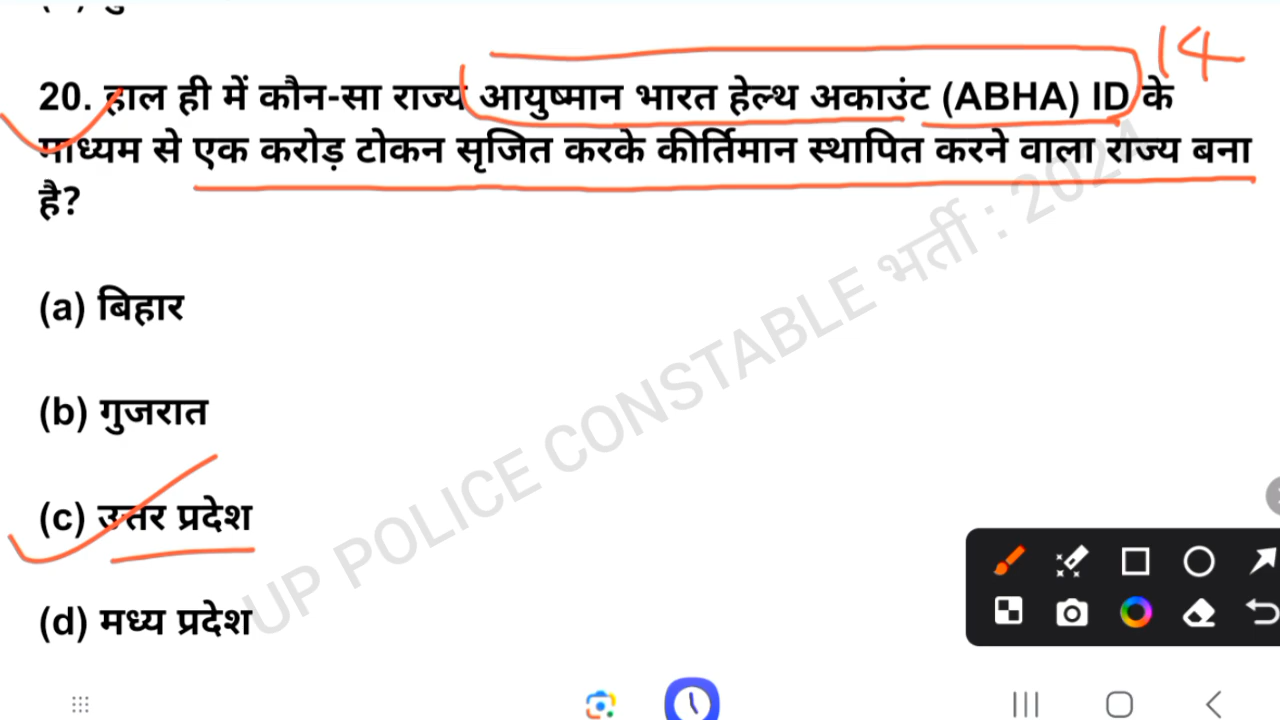 14
20. हाल ही में कौन-सा राज्य आयुष्मान भारत हेल्थ अकाउंट (ABHA) ID के
माध्यम से एक करोड़ टोकन सृजित करके कीर्तिमान स्थापित करने वाला राज्य बना
है?
(a) बिहार
(b) गुजरात
(c) उत्तर प्रदेश
(d) मध्य प्रदेश
UP POLICE CONSTABLE भर्ती : 2024